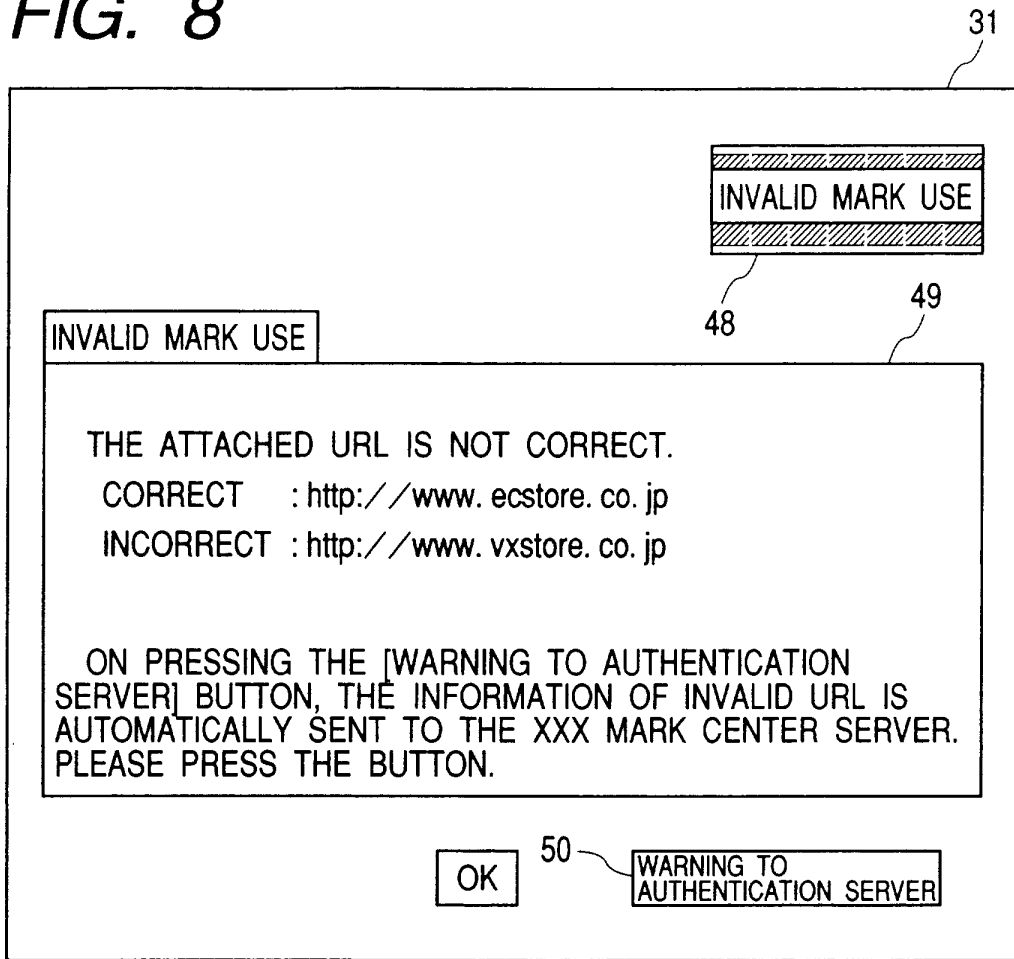 FIG. 8
31
INVALID MARK USE
48
49
INVALID MARK USE
THE ATTACHED URL IS NOT CORRECT.
CORRECT : http://www. ecstore. co. jp
INCORRECT : http://www. vxstore. co. jp
ON PRESSING THE [WARNING TO AUTHENTICATION
SERVER] BUTTON, THE INFORMATION OF INVALID URL IS
AUTOMATICALLY SENT TO THE XXX MARK CENTER SERVER.
PLEASE PRESS THE BUTTON.
OK
50
WARNING TO
AUTHENTICATION SERVER